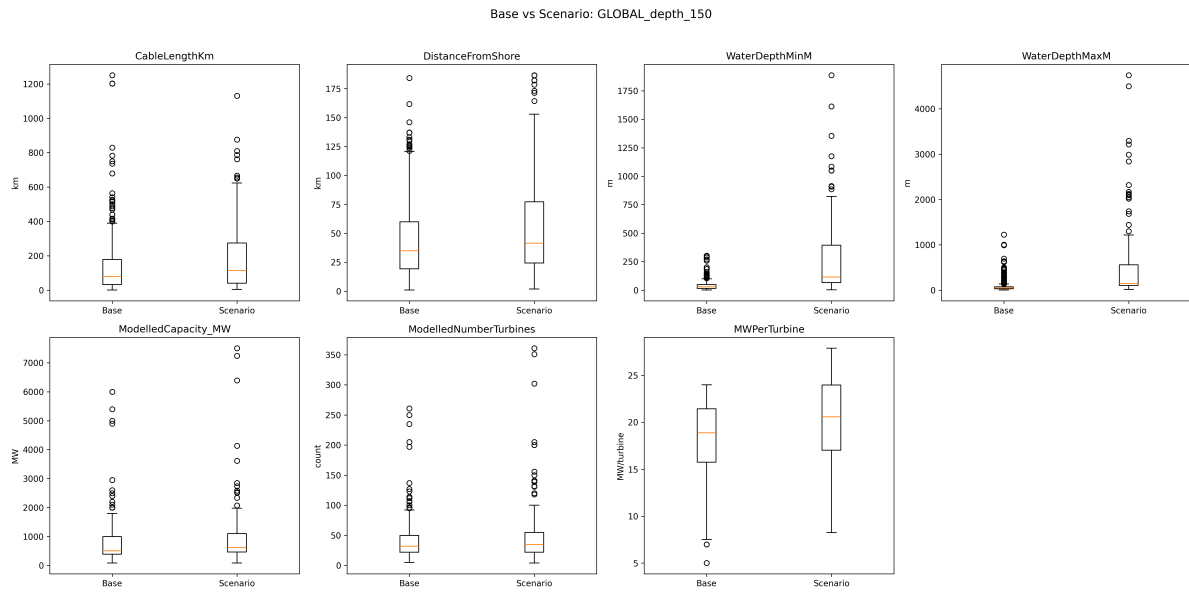 Base vs Scenario: GLOBAL_depth_150
CableLengthKm
km
1200
1000
800
600
400
200
0
Base
Scenario
DistanceFromShore
km
175
150
125
100
75
50
25
0
Base
Scenario
WaterDepthMinM
m
1750
1500
1250
1000
750
500
250
0
Base
Scenario
WaterDepthMaxM
m
4000
3000
2000
1000
0
Base
Scenario
ModelledCapacity_MW
MW
7000
6000
5000
4000
3000
2000
1000
0
Base
Scenario
ModelledNumberTurbines
count
350
300
250
200
150
100
50
0
Base
Scenario
MWPerTurbine
MW/turbine
25
20
15
10
5
Base
Scenario